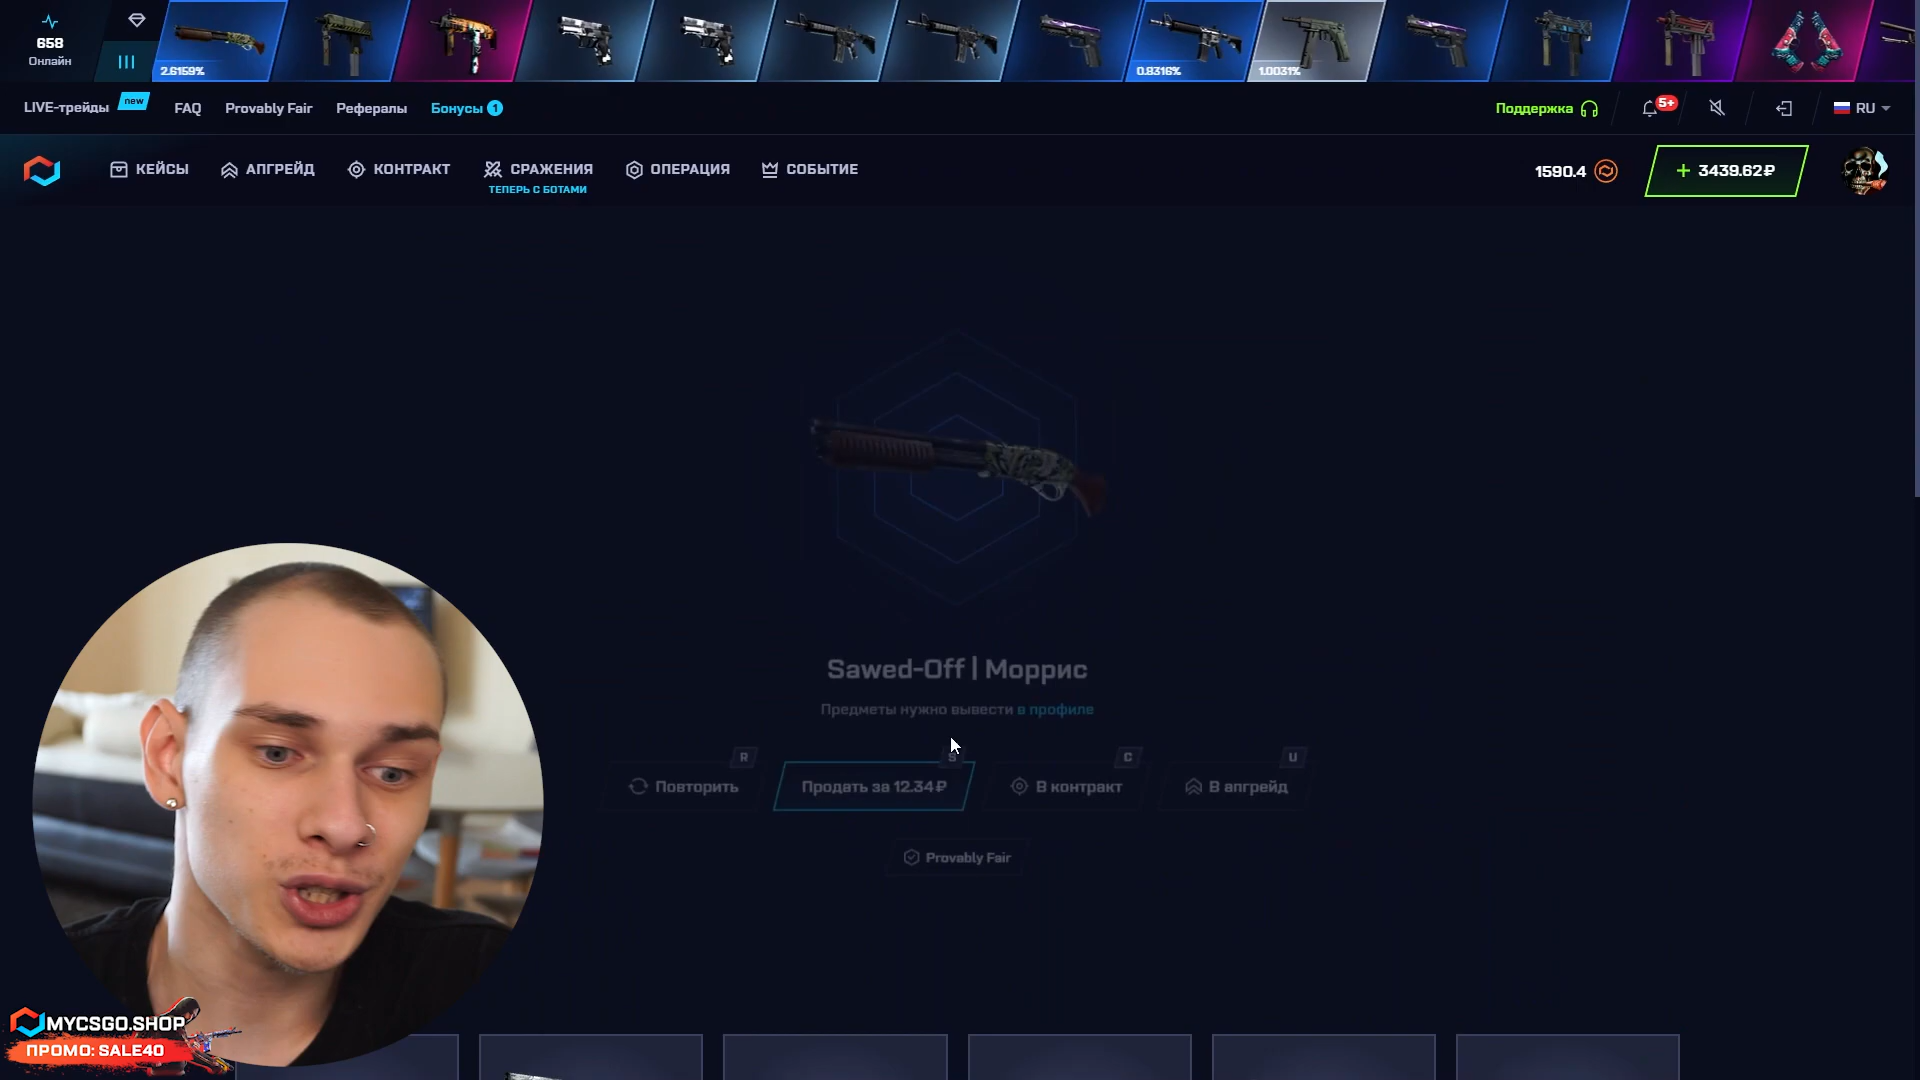 658
Онлайн
2.6159%
0.8316%
1.0031%
LIVE-трейды
new
FAQ
Provably Fair
Рефералы
Бонусы 1
Поддержка
5+
RU
КЕЙСЫ
АПГРЕЙД
КОНТРАКТ
СРАЖЕНИЯ
ТЕПЕРЬ С БОТАМИ
ОПЕРАЦИЯ
СОБЫТИЕ
1590.4
+ 3439.62₽
Sawed-Off | Моррис
Предметы нужно вывести в профиле
R
Повторить
S
Продать за 12.34₽
C
В контракт
U
В апгрейд
Provably Fair
MYCSGO.SHOP
ПРОМО: SALE40